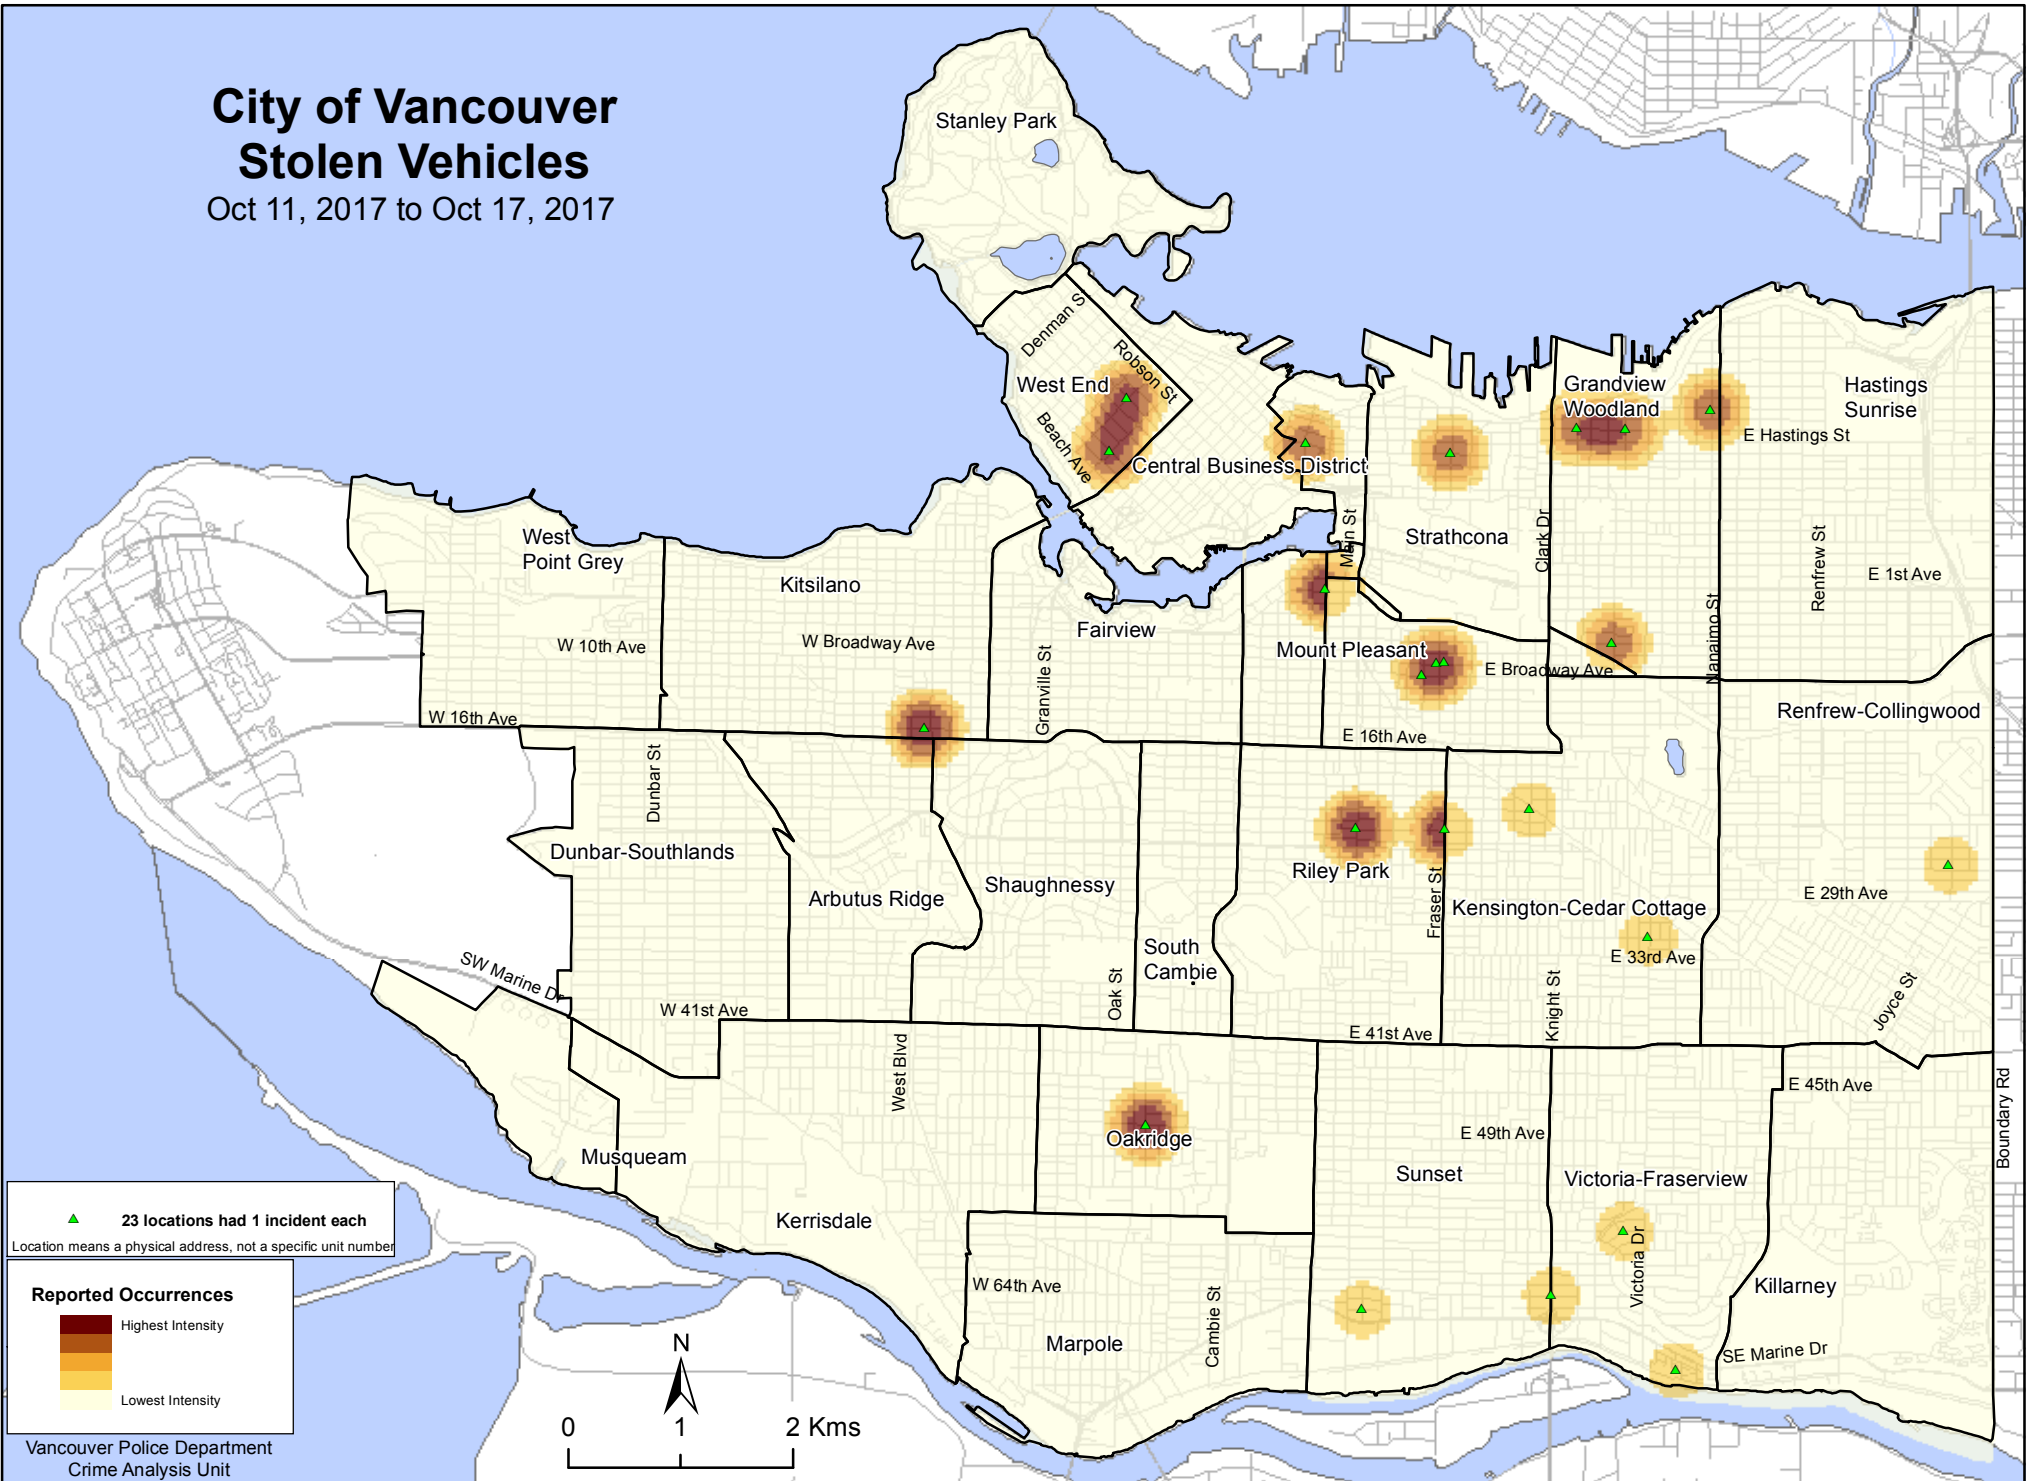 City of Vancouver
Stolen Vehicles
Oct 11, 2017 to Oct 17, 2017
Stanley Park
Denman St
Robson St
West End
Beach Ave
Central Business District
Grandview
Woodland
Hastings
Sunrise
E Hastings St
Strathcona
Main St
Clark Dr
Renfrew St
E 1st Ave
Nanaimo St
West
Point Grey
Kitsilano
Fairview
W 10th Ave
W Broadway Ave
Granville St
Mount Pleasant
E Broadway Ave
W 16th Ave
E 16th Ave
Renfrew-Collingwood
Dunbar St
Dunbar-Southlands
Arbutus Ridge
Shaughnessy
Riley Park
Fraser St
Kensington-Cedar Cottage
E 29th Ave
South
Cambie
E 33rd Ave
SW Marine Dr
W 41st Ave
Oak St
E 41st Ave
Knight St
Joyce St
West Blvd
E 45th Ave
Boundary Rd
Oakridge
E 49th Ave
Sunset
Victoria-Fraserview
Musqueam
Kerrisdale
Victoria Dr
W 64th Ave
Cambie St
Killarney
Marpole
SE Marine Dr
23 locations had 1 incident each
Location means a physical address, not a specific unit number
Reported Occurrences
Highest Intensity
Lowest Intensity
Vancouver Police Department
Crime Analysis Unit
N
0 1 2 Kms